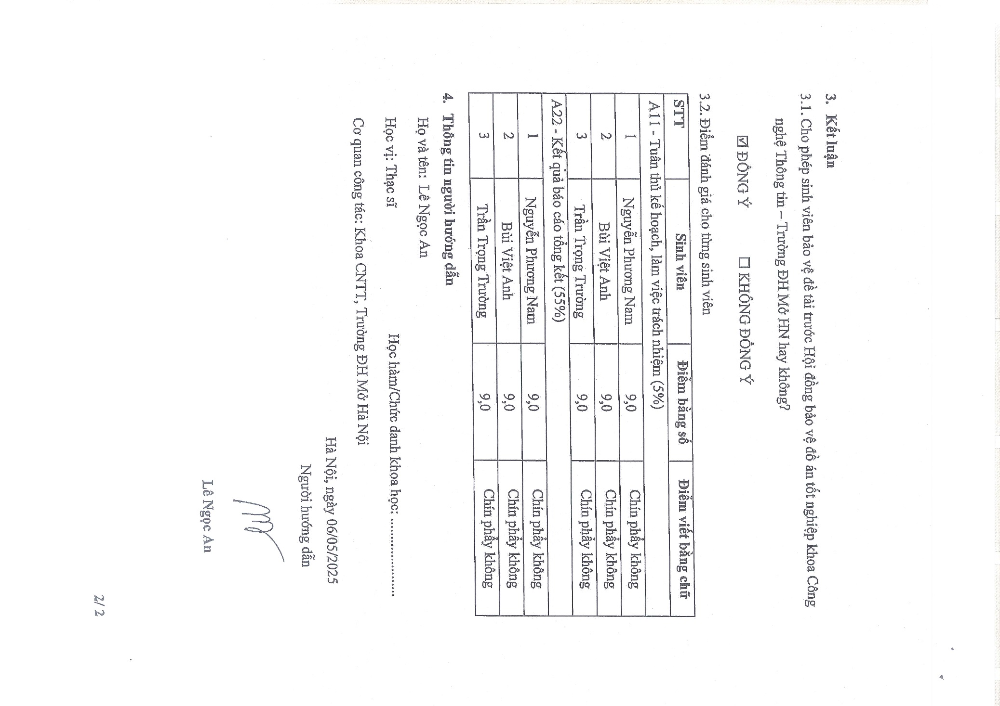 3. Kết luận
3.1. Cho phép sinh viên bảo vệ đề tài trước Hội đồng bảo vệ đồ án tốt nghiệp khoa Công
nghệ Thông tin – Trường ĐH Mở HN hay không?
☑ ĐỒNG Ý ☐ KHÔNG ĐỒNG Ý
3.2. Điểm đánh giá cho từng sinh viên
STT Sinh viên Điểm bằng số Điểm viết bằng chữ
A11 - Tuân thủ kế hoạch, làm việc trách nhiệm (5%)
1 Nguyễn Phương Nam 9,0 Chín phẩy không
2 Bùi Việt Anh 9,0 Chín phẩy không
3 Trần Trọng Trường 9,0 Chín phẩy không
A22 - Kết quả báo cáo tổng kết (55%)
1 Nguyễn Phương Nam 9,0 Chín phẩy không
2 Bùi Việt Anh 9,0 Chín phẩy không
3 Trần Trọng Trường 9,0 Chín phẩy không
4. Thông tin người hướng dẫn
Họ và tên: Lê Ngọc An
Học vị: Thạc sĩ Học hàm/Chức danh khoa học: ........................
Cơ quan công tác: Khoa CNTT, Trường ĐH Mở Hà Nội
Hà Nội, ngày 06/05/2025
Người hướng dẫn
Lê Ngọc An
2/ 2